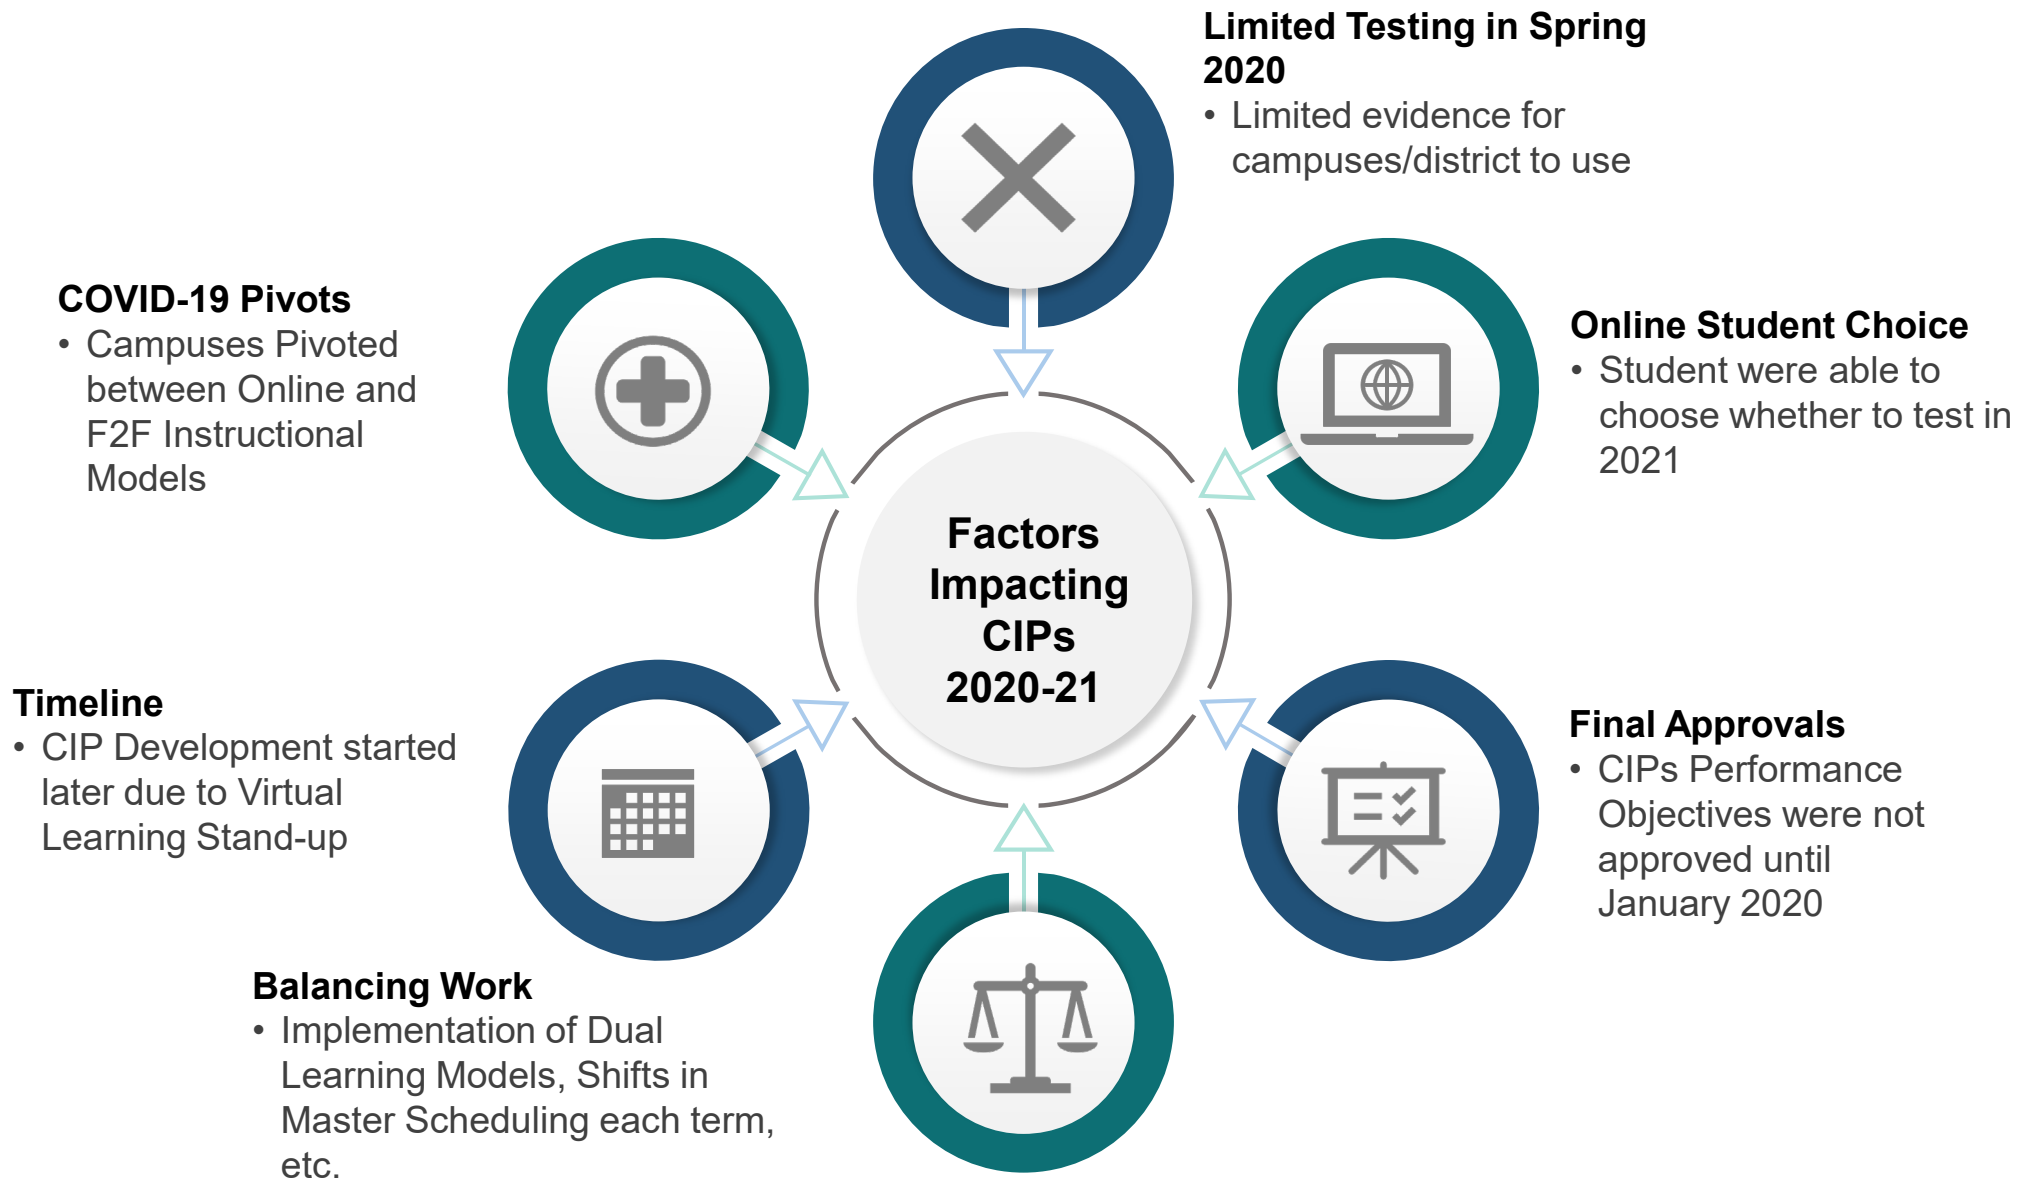 Limited Testing in Spring
2020
• Limited evidence for
campuses/district to use
COVID-19 Pivots
• Campuses Pivoted
between Online and
F2F Instructional
Models
Online Student Choice
• Student were able to
choose whether to test in
2021
Factors
Impacting
CIPs
2020-21
Timeline
• CIP Development started
later due to Virtual
Learning Stand-up
Final Approvals
• CIPs Performance
Objectives were not
approved until
January 2020
Balancing Work
• Implementation of Dual
Learning Models, Shifts in
Master Scheduling each term,
etc.